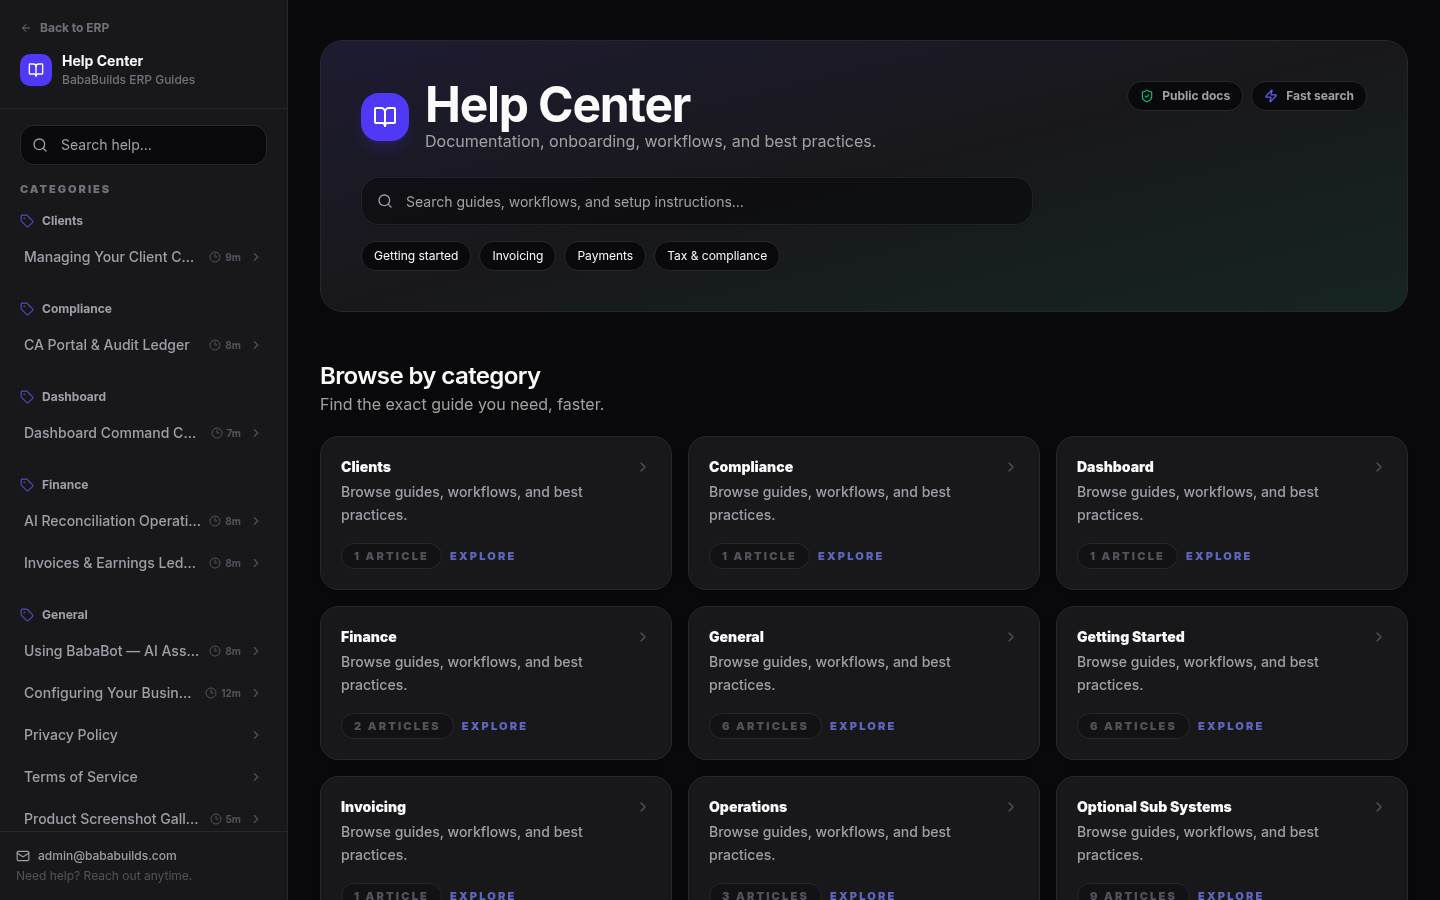 Back to ERP
Help Center
BabaBuilds ERP Guides
Search help...
CATEGORIES
Clients
Managing Your Client C... 9m
Compliance
CA Portal & Audit Ledger 8m
Dashboard
Dashboard Command C... 7m
Finance
AI Reconciliation Operati... 8m
Invoices & Earnings Led... 8m
General
Using BabaBot — AI Ass... 8m
Configuring Your Busin... 12m
Privacy Policy
Terms of Service
Product Screenshot Gall... 5m
admin@bababuilds.com
Need help? Reach out anytime.
Help Center
Documentation, onboarding, workflows, and best practices.
Public docs
Fast search
Search guides, workflows, and setup instructions...
Getting started
Invoicing
Payments
Tax & compliance
Browse by category
Find the exact guide you need, faster.
Clients
Browse guides, workflows, and best
practices.
1 ARTICLE EXPLORE
Compliance
Browse guides, workflows, and best
practices.
1 ARTICLE EXPLORE
Dashboard
Browse guides, workflows, and best
practices.
1 ARTICLE EXPLORE
Finance
Browse guides, workflows, and best
practices.
2 ARTICLES EXPLORE
General
Browse guides, workflows, and best
practices.
6 ARTICLES EXPLORE
Getting Started
Browse guides, workflows, and best
practices.
6 ARTICLES EXPLORE
Invoicing
Browse guides, workflows, and best
practices.
1 ARTICLE EXPLORE
Operations
Browse guides, workflows, and best
practices.
3 ARTICLES EXPLORE
Optional Sub Systems
Browse guides, workflows, and best
practices.
9 ARTICLES EXPLORE